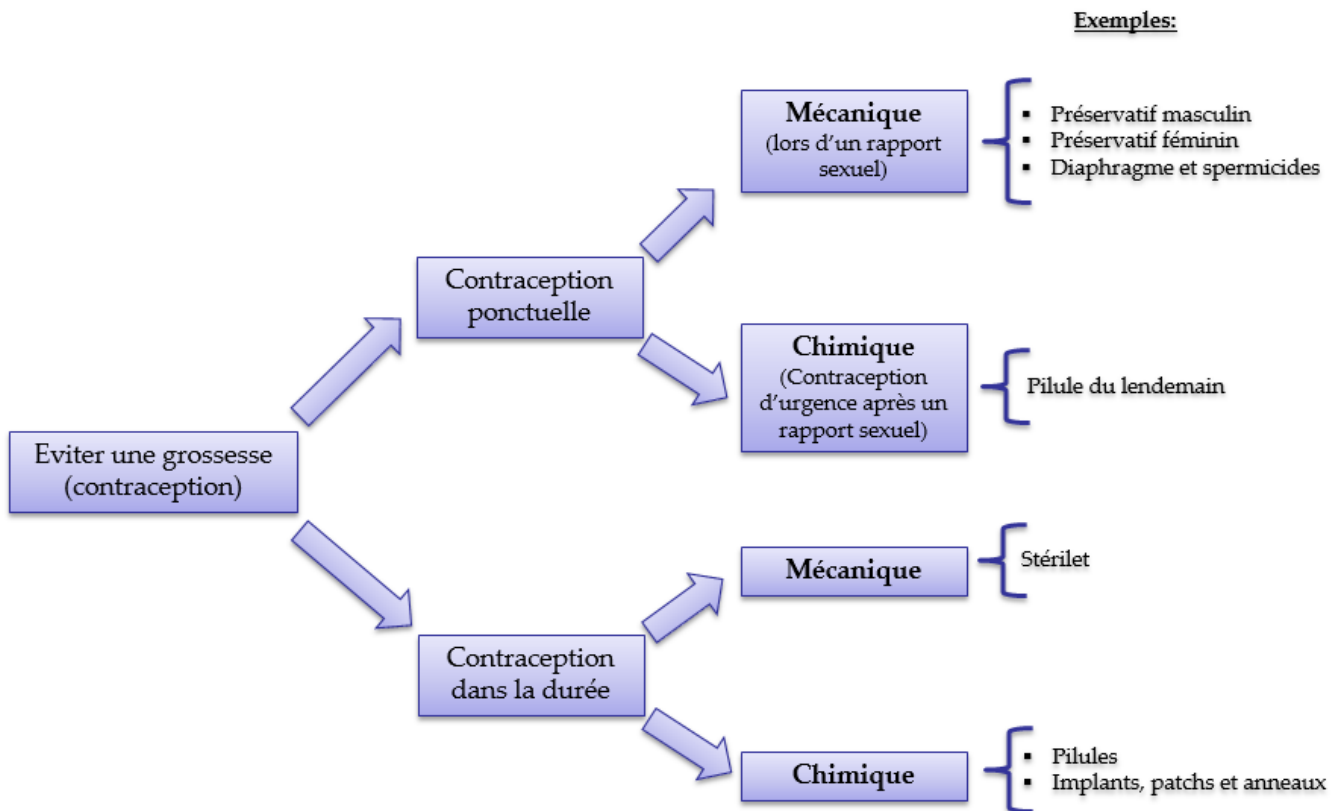 Exemples:
Mécanique
(lors d'un rapport
sexuel)
▪ Préservatif masculin
▪ Préservatif féminin
▪ Diaphragme et spermicides
Contraception
ponctuelle
Chimique
(Contraception
d'urgence après un
rapport sexuel)
Pilule du lendemain
Eviter une grossesse
(contraception)
Mécanique
Stérilet
Contraception
dans la durée
Chimique
▪ Pilules
▪ Implants, patchs et anneaux